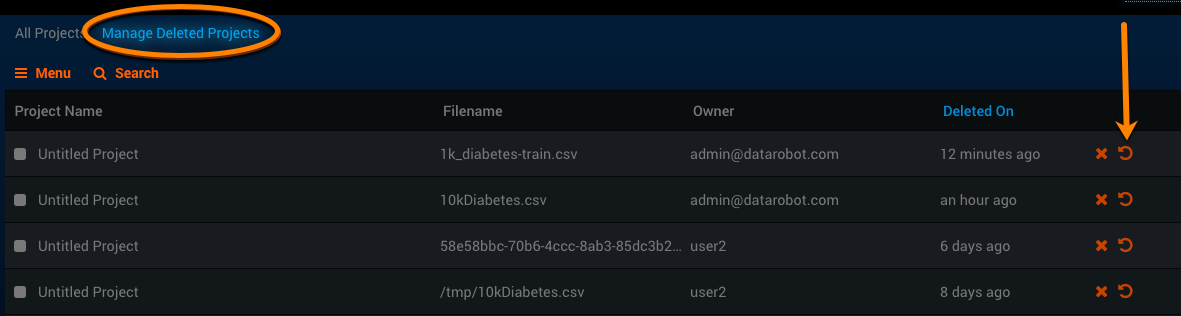 All Projects Manage Deleted Projects
Menu Search
Project Name Filename Owner Deleted On
Untitled Project 1k_diabetes-train.csv admin@datarobot.com 12 minutes ago
Untitled Project 10kDiabetes.csv admin@datarobot.com an hour ago
Untitled Project 58e58bbc-70b6-4ccc-8ab3-85dc3b2... user2 6 days ago
Untitled Project /tmp/10kDiabetes.csv user2 8 days ago